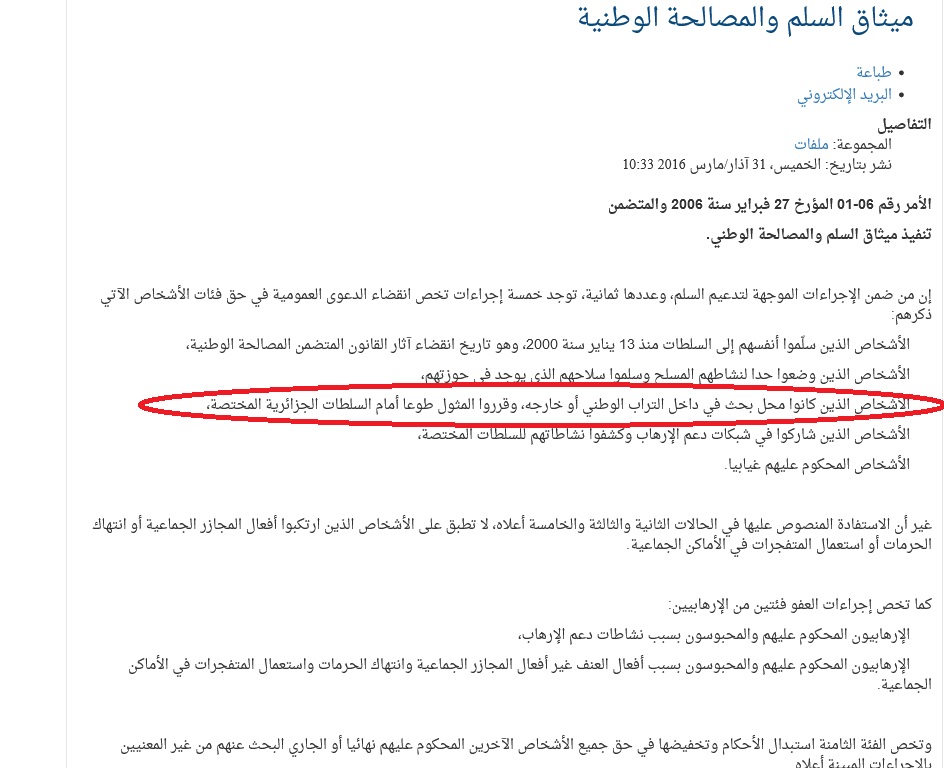 ميثاق السلم والمصالحة الوطنية
طباعة
البريد الإلكتروني
التفاصيل
المجموعة: ملفات
نشر بتاريخ: الخميس، 31 آذار/مارس 2016 10:33
الأمر رقم 06-01 المؤرخ 27 فبراير سنة 2006 والمتضمن
تنفيذ ميثاق السلم والمصالحة الوطني.
إن من ضمن الإجراءات الموجهة لتدعيم السلم، وعددها ثمانية، توجد خمسة إجراءات تخص انقضاء الدعوى العمومية في حق فئات الأشخاص الآتي
ذكرهم:
الأشخاص الذين سلّموا أنفسهم إلى السلطات منذ 13 يناير سنة 2000، وهو تاريخ انقضاء آثار القانون المتضمن المصالحة الوطنية،
الأشخاص الذين وضعوا حدا لنشاطهم المسلح وسلموا سلاحهم الذي يوجد في حوزتهم،
الأشخاص الذين كانوا محل بحث في داخل التراب الوطني أو خارجه، وقرروا المثول طوعا أمام السلطات الجزائرية المختصة،
الأشخاص الذين شاركوا في شبكات دعم الإرهاب وكشفوا نشاطاتهم للسلطات المختصة،
الأشخاص المحكوم عليهم غيابيا.
غير أن الاستفادة المنصوص عليها في الحالات الثانية والثالثة والخامسة أعلاه، لا تطبق على الأشخاص الذين ارتكبوا أفعال المجازر الجماعية أو انتهاك
الحرمات أو استعمال المتفجرات في الأماكن الجماعية.
كما تخص إجراءات العفو فئتين من الإرهابيين:
الإرهابيون المحكوم عليهم والمحبوسون بسبب نشاطات دعم الإرهاب،
الإرهابيون المحكوم عليهم والمحبوسون بسبب أفعال العنف غير أفعال المجازر الجماعية وانتهاك الحرمات واستعمال المتفجرات في الأماكن
الجماعية.
وتخص الفئة الثامنة استبدال الأحكام وتخفيضها في حق جميع الأشخاص الآخرين المحكوم عليهم نهائيا أو الجاري البحث عنهم من غير المعنيين
بالإجراءات المبينة أعلاه